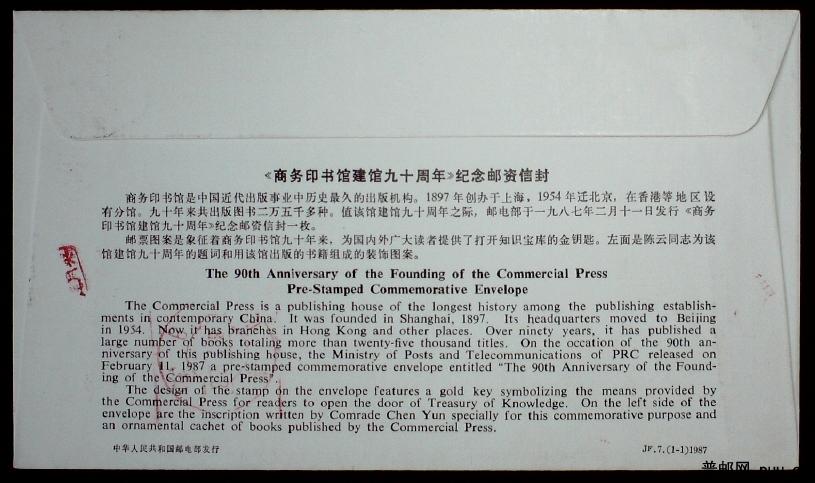 《商务印书馆建馆九十周年》纪念邮资信封
商务印书馆是中国近代出版事业中历史最久的出版机构。1897年创办于上海，1954年迁北京，在香港等地区设
有分馆。九十年来共出版图书二万五千多种。值该馆建馆九十周年之际，邮电部于一九八七年二月十一日发行《商务
印书馆建馆九十周年》纪念邮资信封一枚。
邮票图案是象征着商务印书馆九十年来，为国内外广大读者提供了打开知识宝库的金钥匙。左面是陈云同志为该
馆建馆九十周年的题词和用该馆出版的书籍组成的装饰图案。
The 90th Anniversary of the Founding of the Commercial Press
Pre-Stamped Commemorative Envelope
The Commercial Press is a publishing house of the longest history among the publishing establish-
ments in contemporary China. It was founded in Shanghai, 1897. Its headquarters moved to Beijing
in 1954. Now it has branches in Hong Kong and other places. Over ninety years, it has published a
large number of books totaling more than twenty-five thousand titles. On the occation of the 90th an-
niversary of this publishing house, the Ministry of Posts and Telecommunications of PRC released on
February 11, 1987 a pre-stamped commemorative envelope entitled "The 90th Anniversary of the Found-
ing of the Commercial Press".
The design of the stamp on the envelope features a gold key symbolizing the means provided by
the Commercial Press for readers to open the door of Treasury of Knowledge. On the left side of the
envelope are the inscription written by Comrade Chen Yun specially for this commemorative purpose and
an ornamental cachet of books published by the Commercial Press.
中华人民共和国邮电部发行
JF.7.(1-1)1987